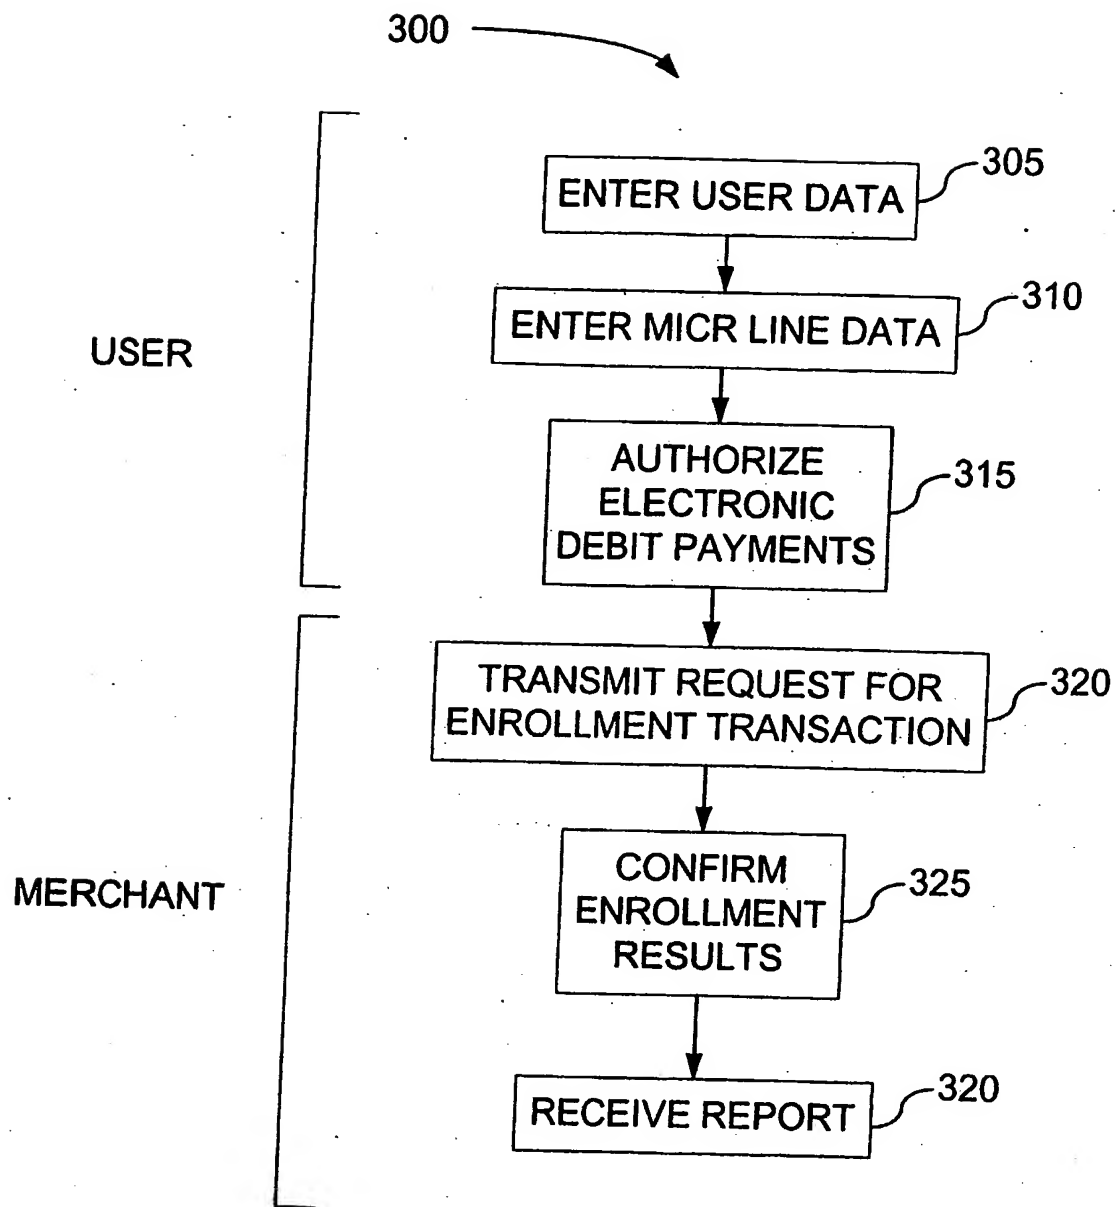 300
ENTER USER DATA
305
ENTER MICR LINE DATA
310
USER
AUTHORIZE
ELECTRONIC
DEBIT PAYMENTS
315
TRANSMIT REQUEST FOR
ENROLLMENT TRANSACTION
320
MERCHANT
CONFIRM
ENROLLMENT
RESULTS
325
RECEIVE REPORT
320